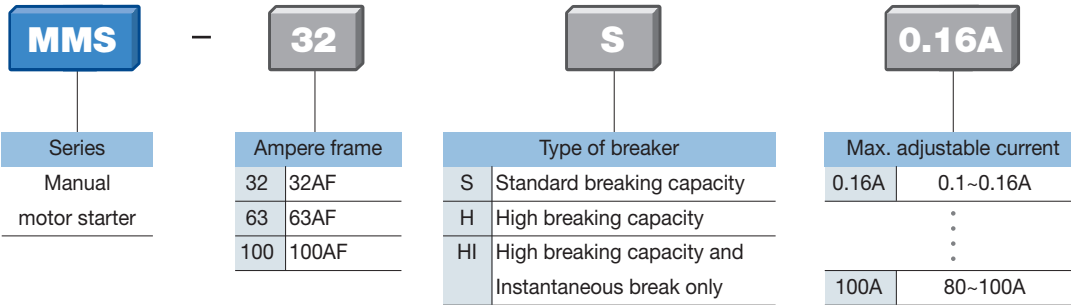 MMS – 32 S 0.16A
Series Ampere frame Type of breaker Max. adjustable current
Manual 32 32AF S Standard breaking capacity 0.16A 0.1~0.16A
motor starter 63 63AF H High breaking capacity
100 100AF HI High breaking capacity and
Instantaneous break only 100A 80~100A